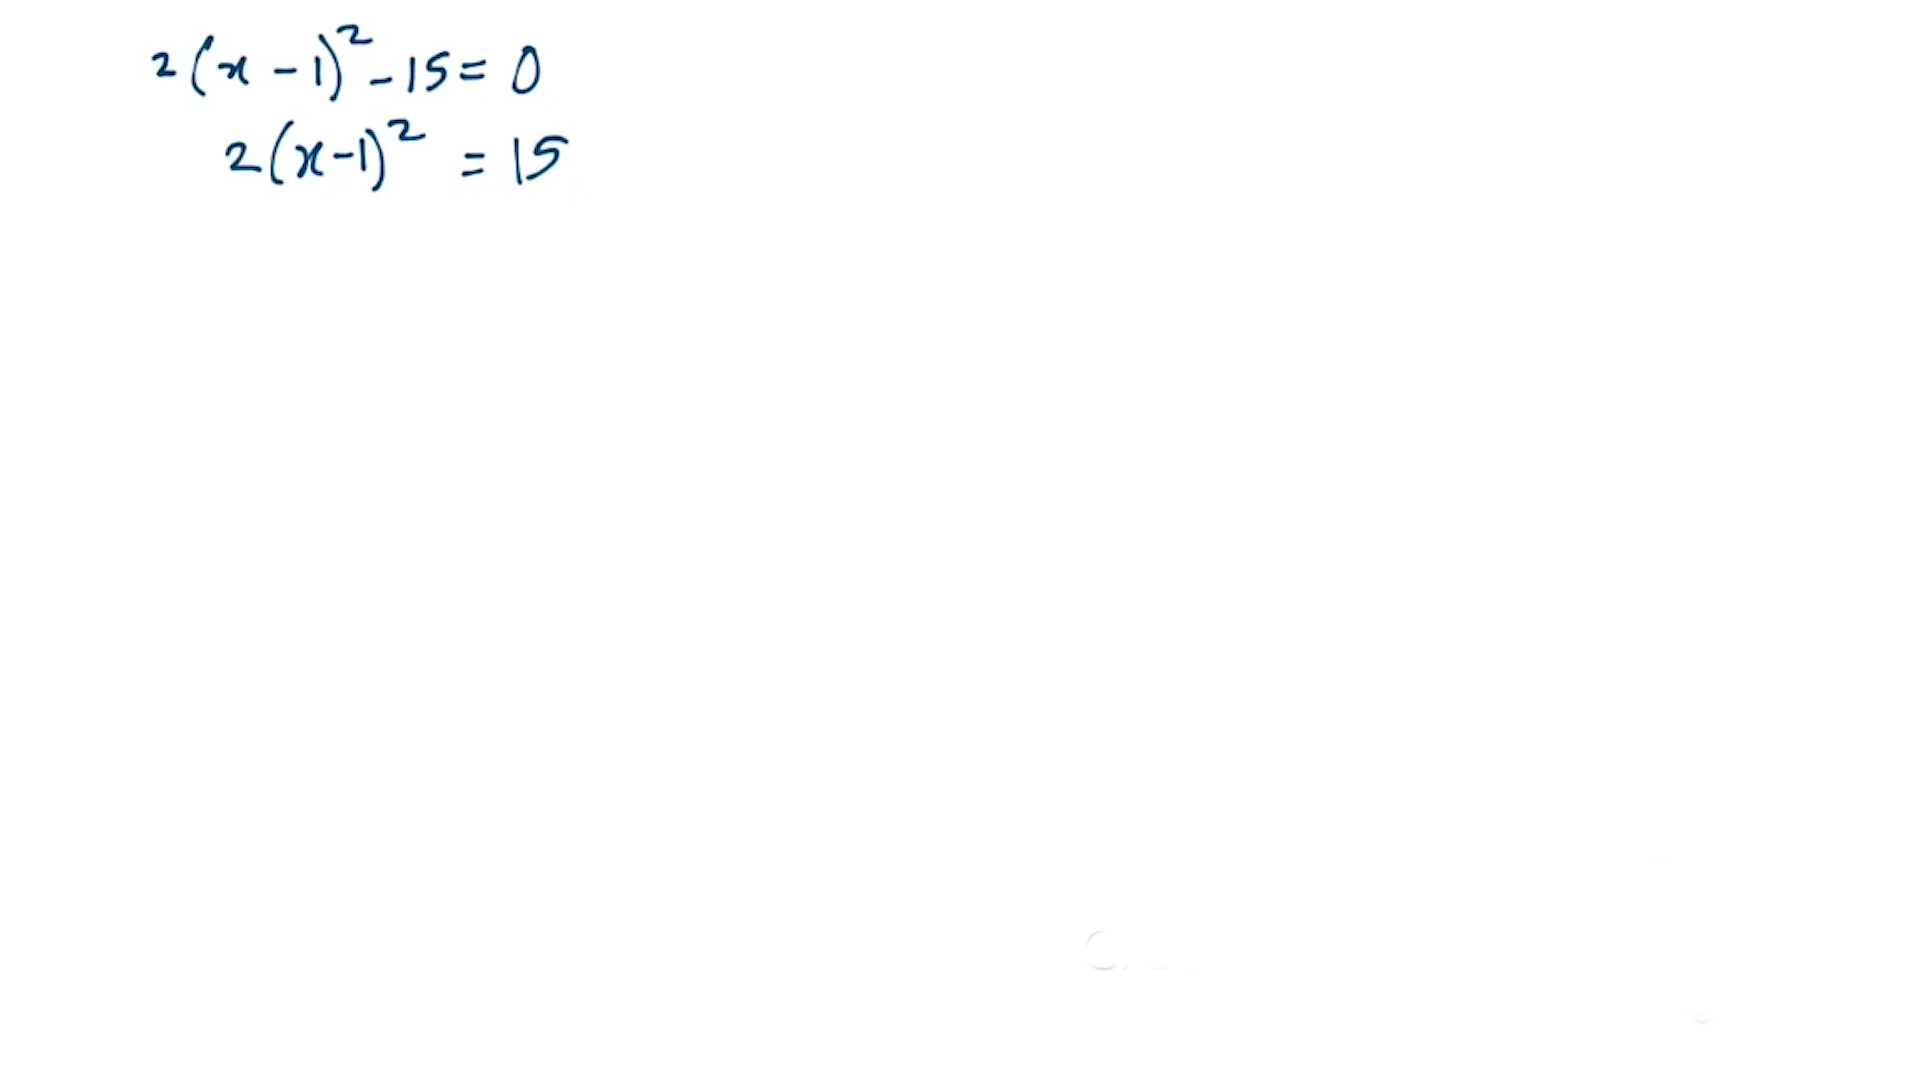 2(x - 1)² - 15 = 0
2(x - 1)² = 15